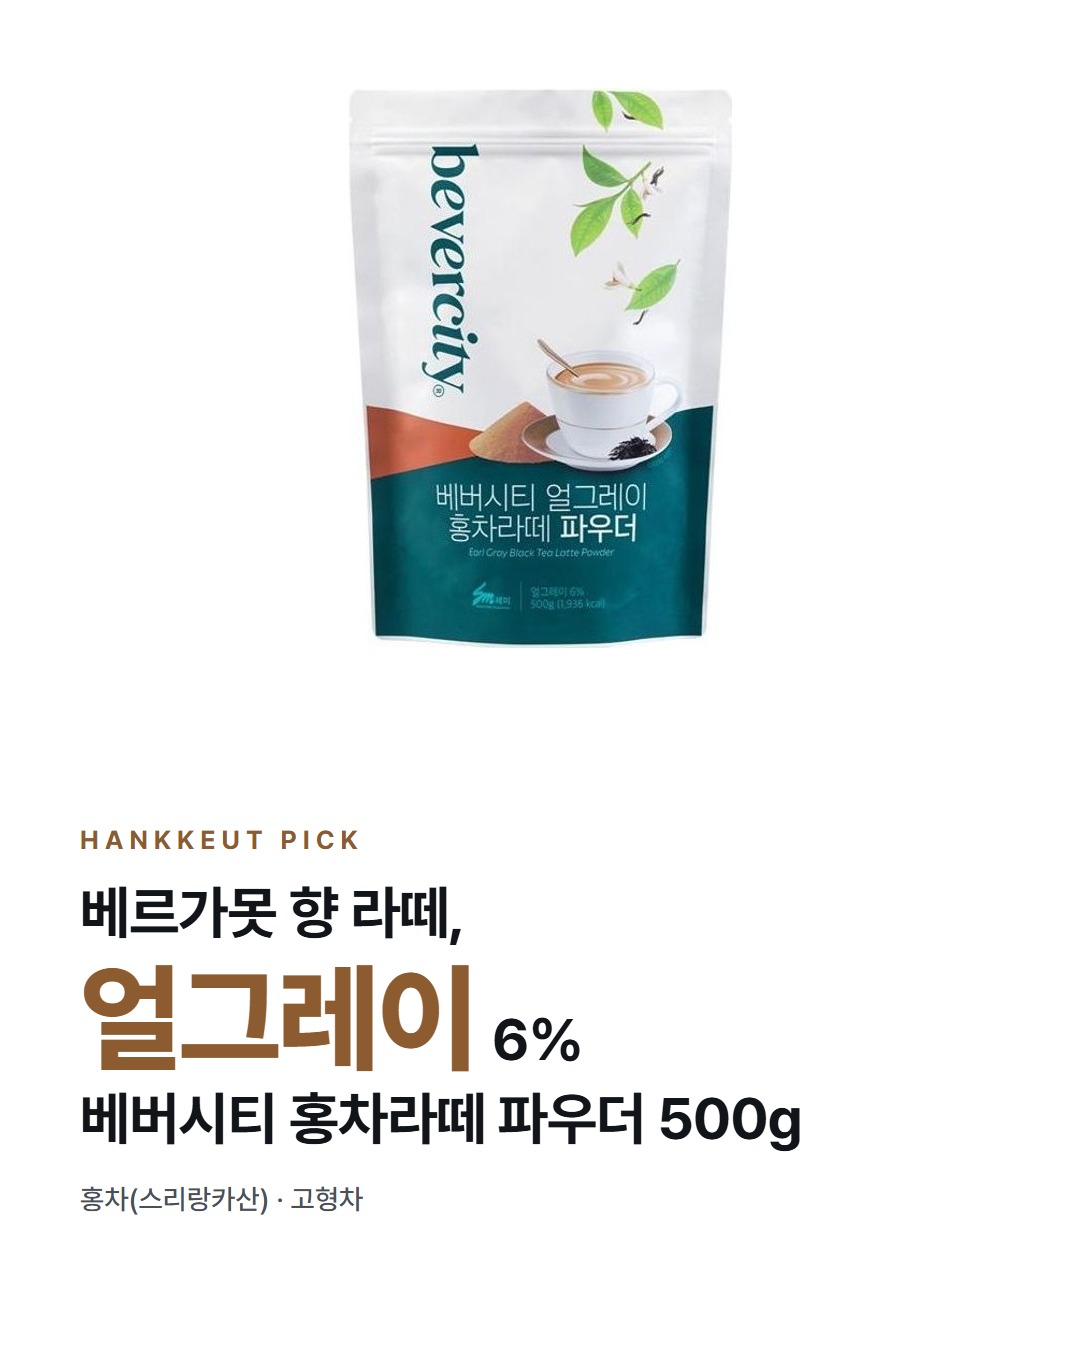 bevercity®
베버시티 얼그레이
홍차라떼 파우더
Earl Gray Black Tea Latte Powder
Sm 세미
얼그레이 6%
500g (1,936 kcal)
HANKKEUT PICK
베르가못 향 라떼,
얼그레이 6%
베버시티 홍차라떼 파우더 500g
홍차(스리랑카산) · 고형차